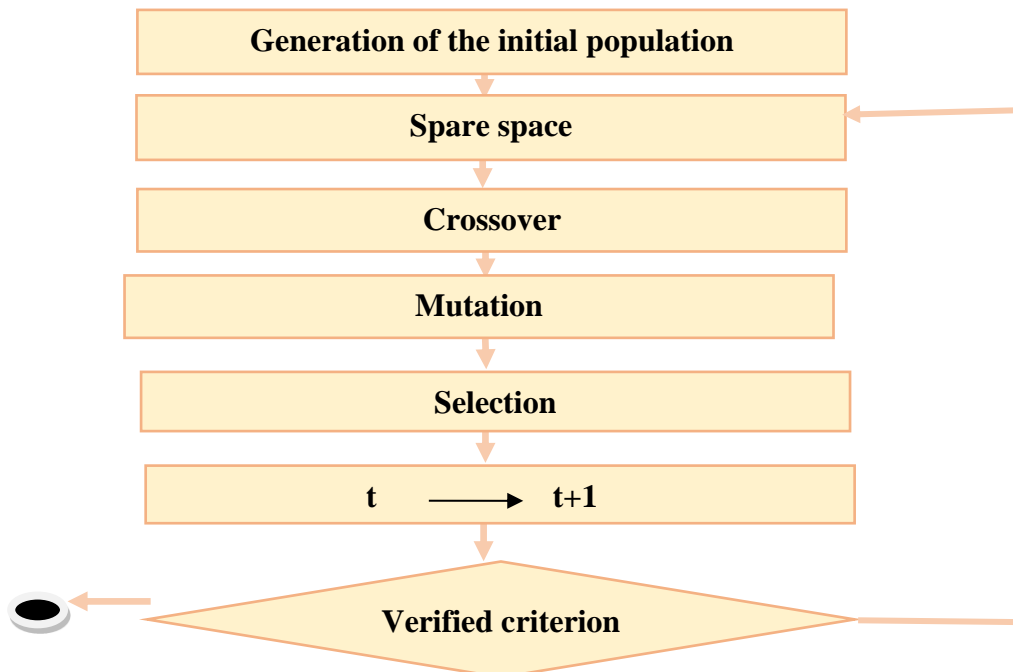 Generation of the initial population
Spare space
Crossover
Mutation
Selection
t → t+1
Verified criterion